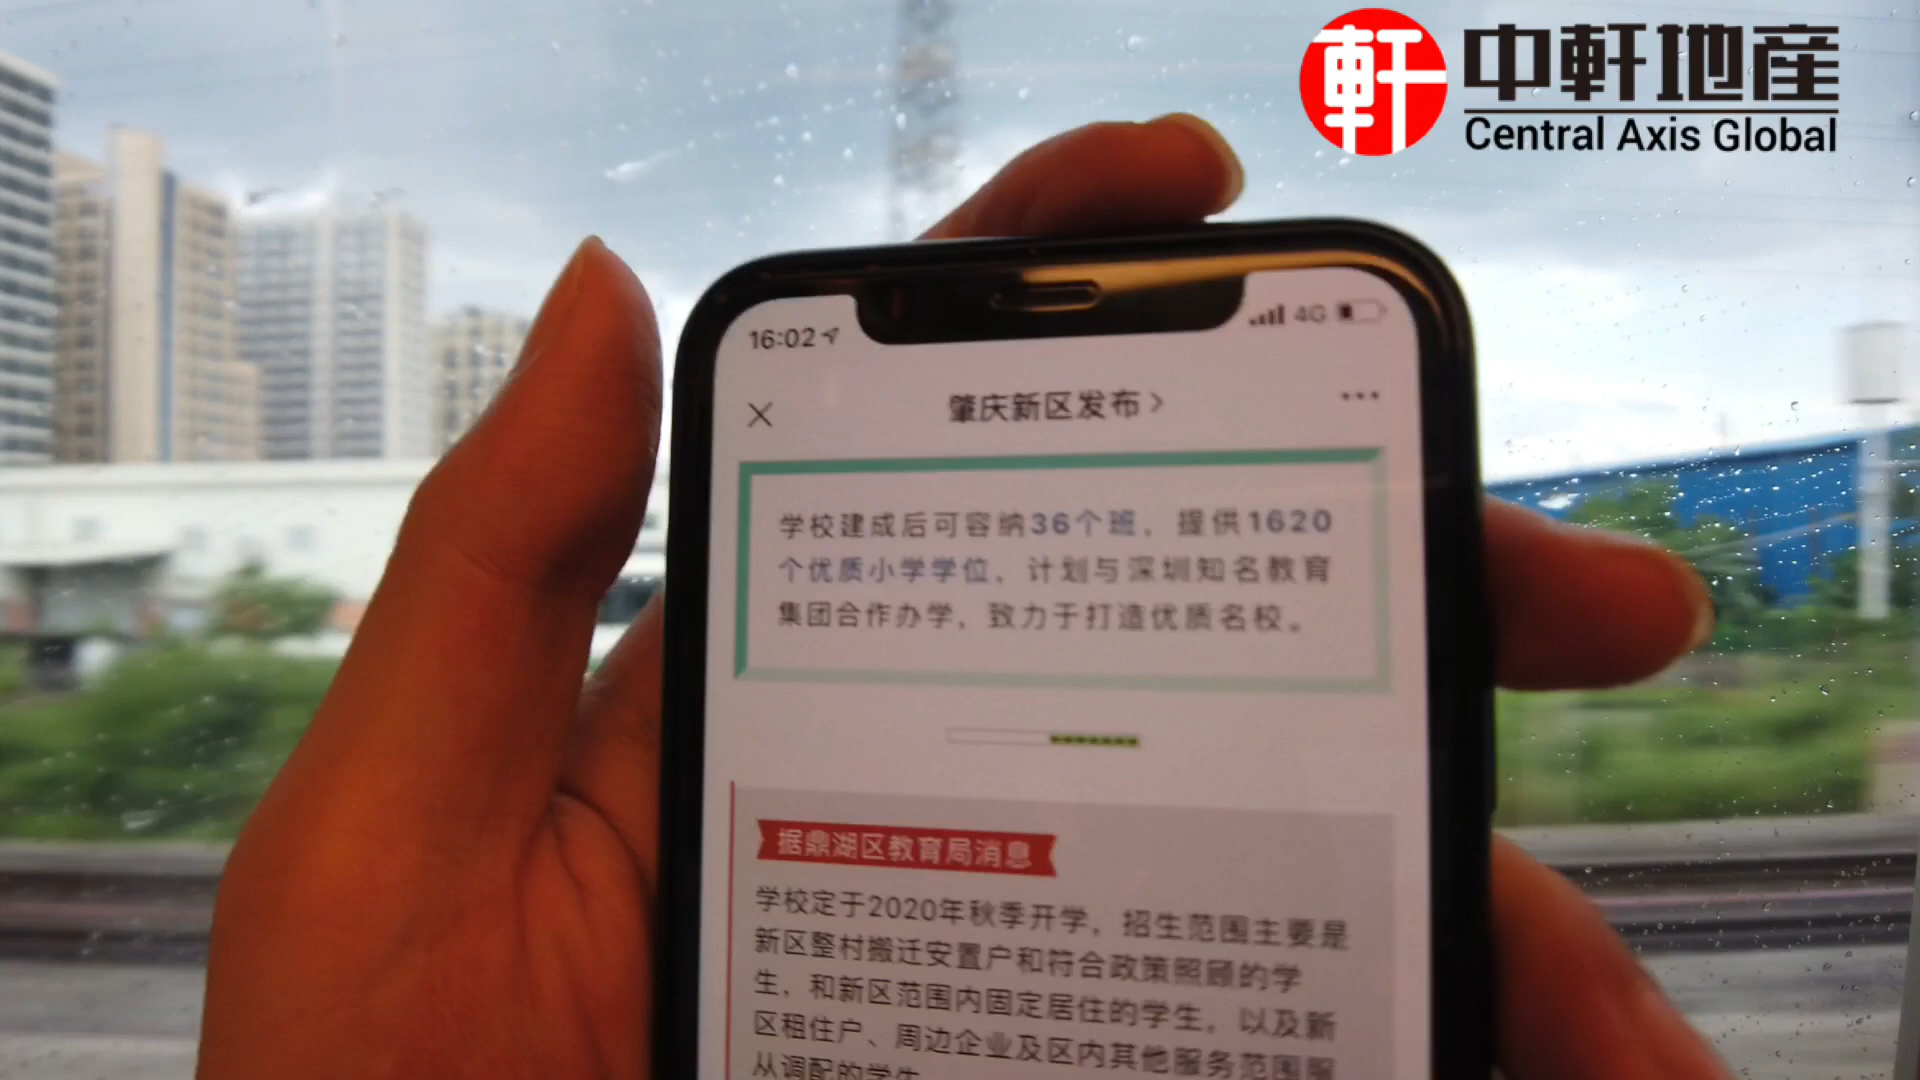 軒
中軒地産
Central Axis Global
16:02
4G
肇庆新区发布
学校建成后可容纳36个班，提供1620
个优质小学学位，计划与深圳知名教育
集团合作办学，致力于打造优质名校。
据鼎湖区教育局消息
学校定于2020年秋季开学，招生范围主要是
新区整村搬迁安置户和符合政策照顾的学
生，和新区范围内固定居住的学生，以及新
区租住户、周边企业及区内其他服务范围服
从调配的学生